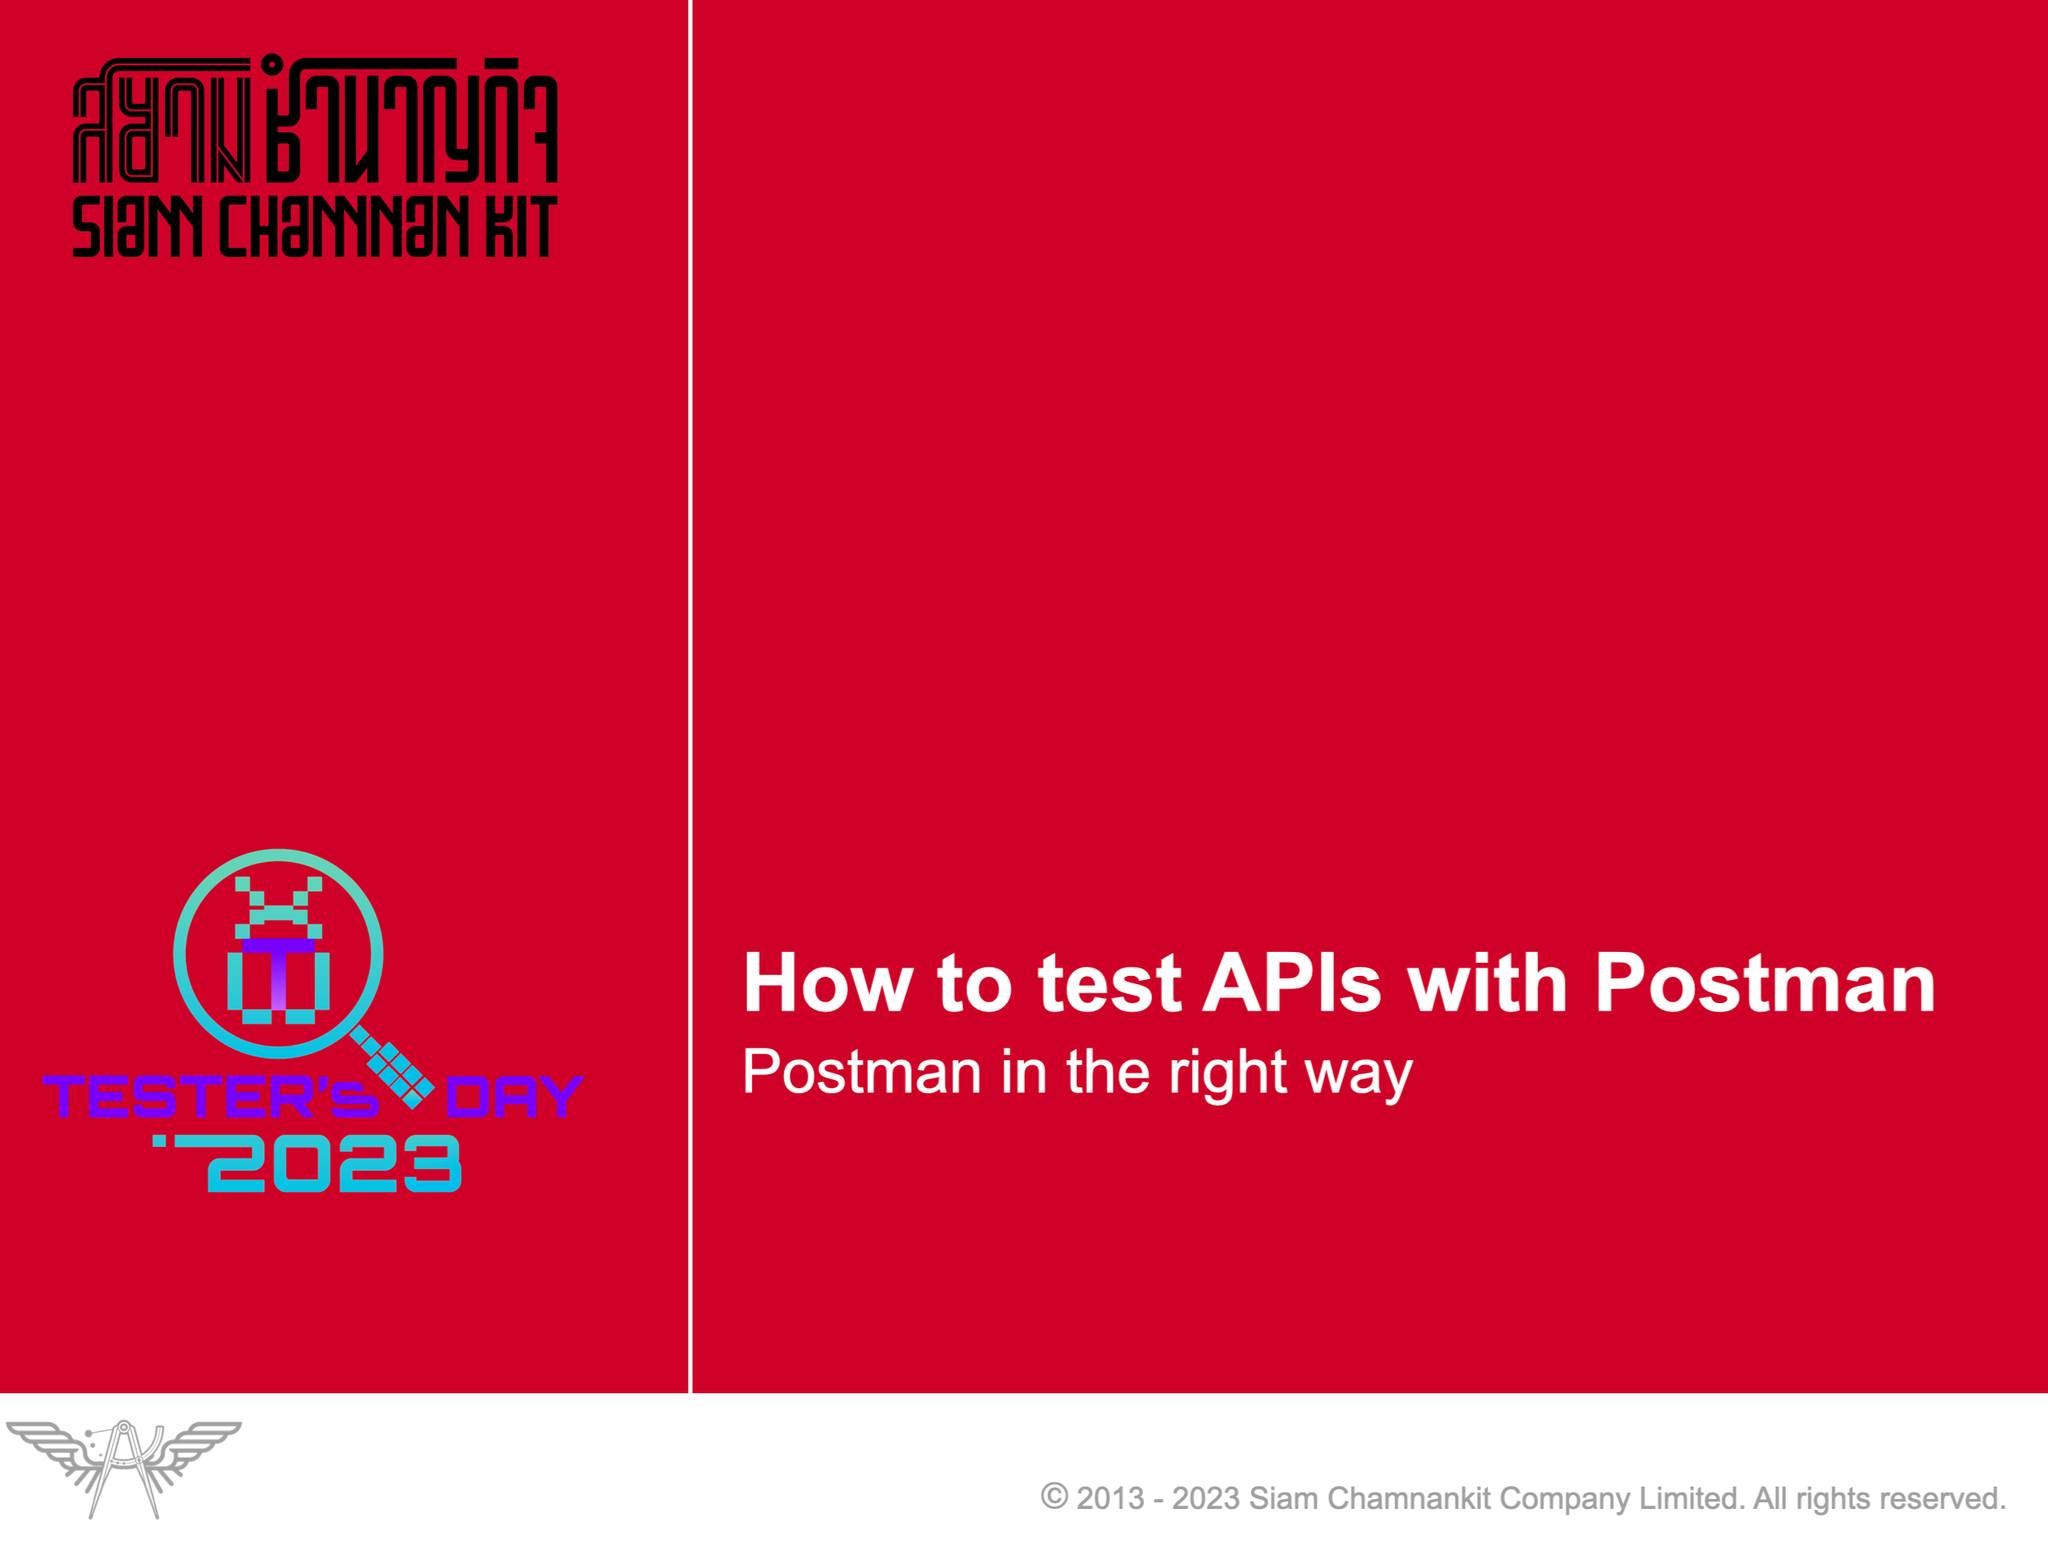 สยามชำนาญกิจ
SIAM CHAMNAN KIT
TESTER's DAY
2023
How to test APIs with Postman
Postman in the right way
© 2013 - 2023 Siam Chamnankit Company Limited. All rights reserved.